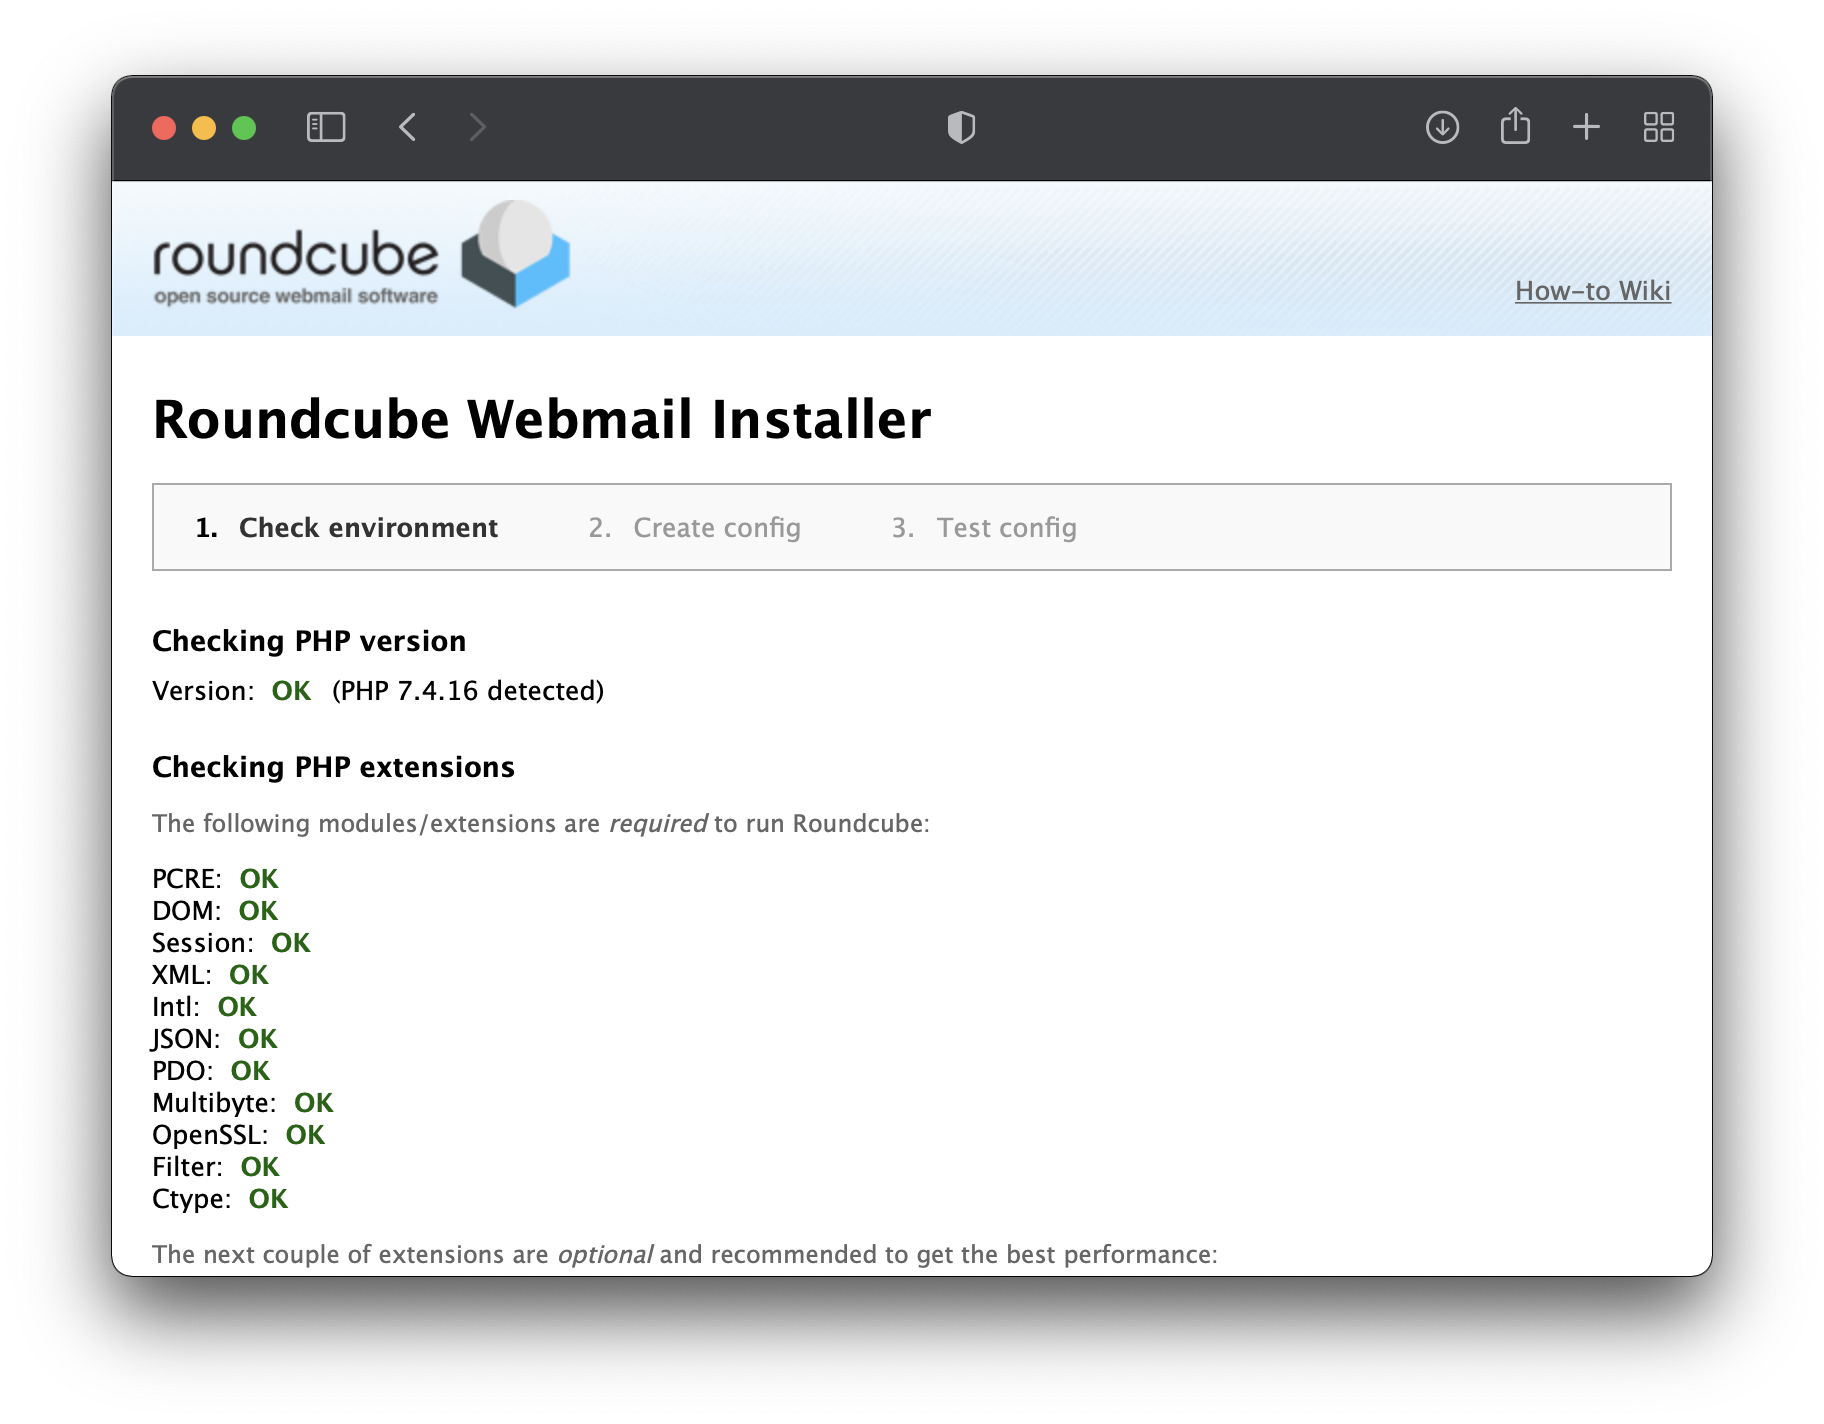 roundcube
open source webmail software
How-to Wiki
Roundcube Webmail Installer
1. Check environment 2. Create config 3. Test config
Checking PHP version
Version: OK (PHP 7.4.16 detected)
Checking PHP extensions
The following modules/extensions are required to run Roundcube:
PCRE: OK
DOM: OK
Session: OK
XML: OK
Intl: OK
JSON: OK
PDO: OK
Multibyte: OK
OpenSSL: OK
Filter: OK
Ctype: OK
The next couple of extensions are optional and recommended to get the best performance: